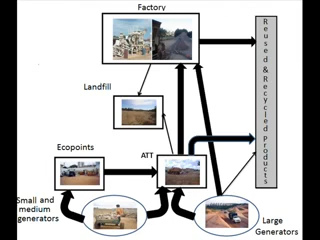 Factory
Landfill
Ecopoints
ATT
Small and
medium
generators
Large
Generators
Reused & Recycled products